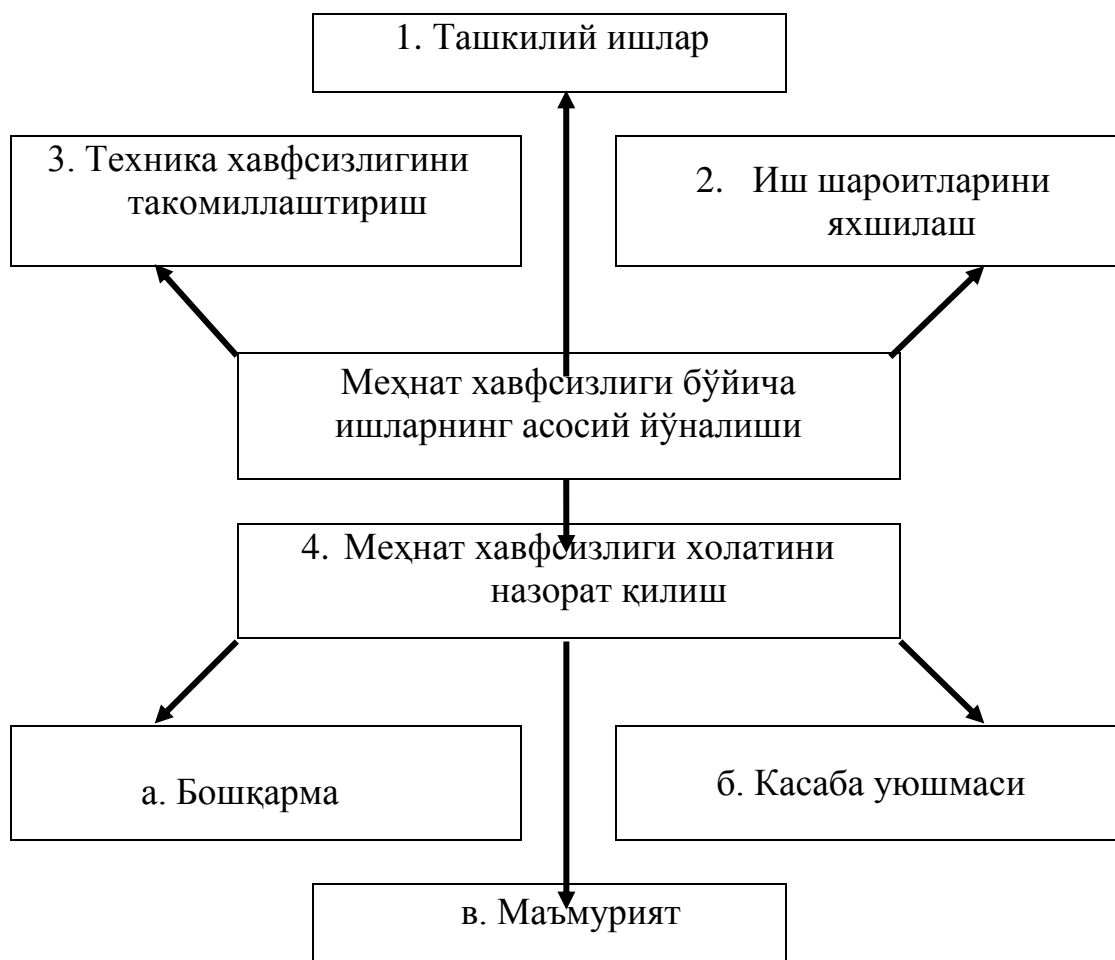 1. Ташкилий ишлар
3. Техника хавфсизлигини
такомиллаштириш
2. Иш шароитларини
яхшилаш
Меҳнат хавфсизлиги бўйича
ишларнинг асосий йўналиши
4. Меҳнат хавфсизлиги холатини
назорат қилиш
а. Бошқарма
б. Касаба уюшмаси
в. Маъмурият